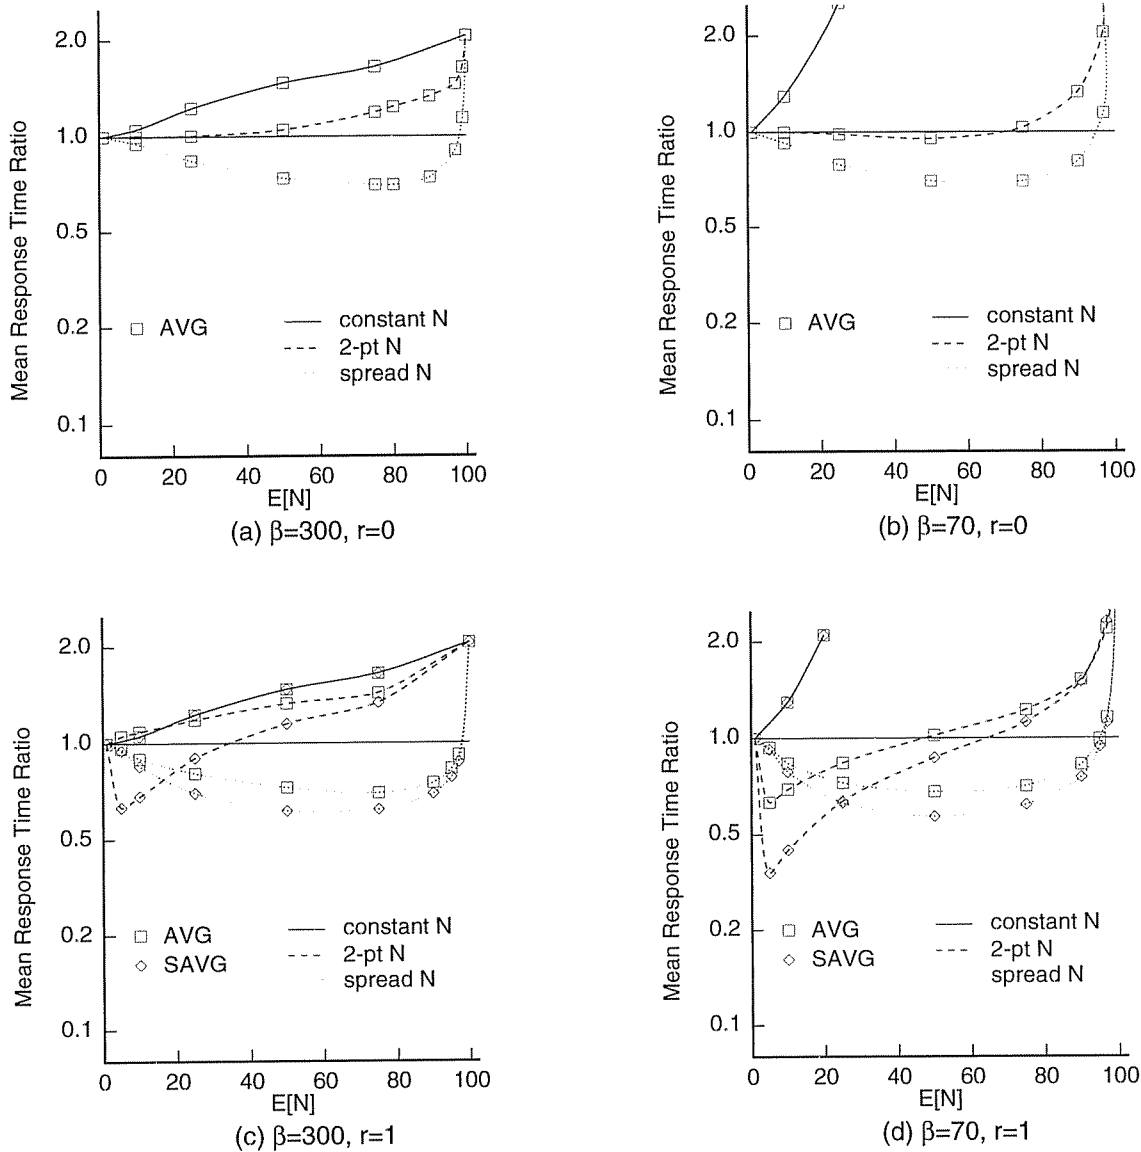 Mean Response Time Ratio
2.0
1.0
0.5
0.2
0.1
AVG
constant N
2-pt N
spread N
0 20 40 60 80 100
E[N]
(a) β=300, r=0
Mean Response Time Ratio
2.0
1.0
0.5
0.2
0.1
AVG
constant N
2-pt N
spread N
0 20 40 60 80 100
E[N]
(b) β=70, r=0
Mean Response Time Ratio
2.0
1.0
0.5
0.2
0.1
AVG
SAVG
constant N
2-pt N
spread N
0 20 40 60 80 100
E[N]
(c) β=300, r=1
Mean Response Time Ratio
2.0
1.0
0.5
0.2
0.1
AVG
SAVG
constant N
2-pt N
spread N
0 20 40 60 80 100
E[N]
(d) β=70, r=1